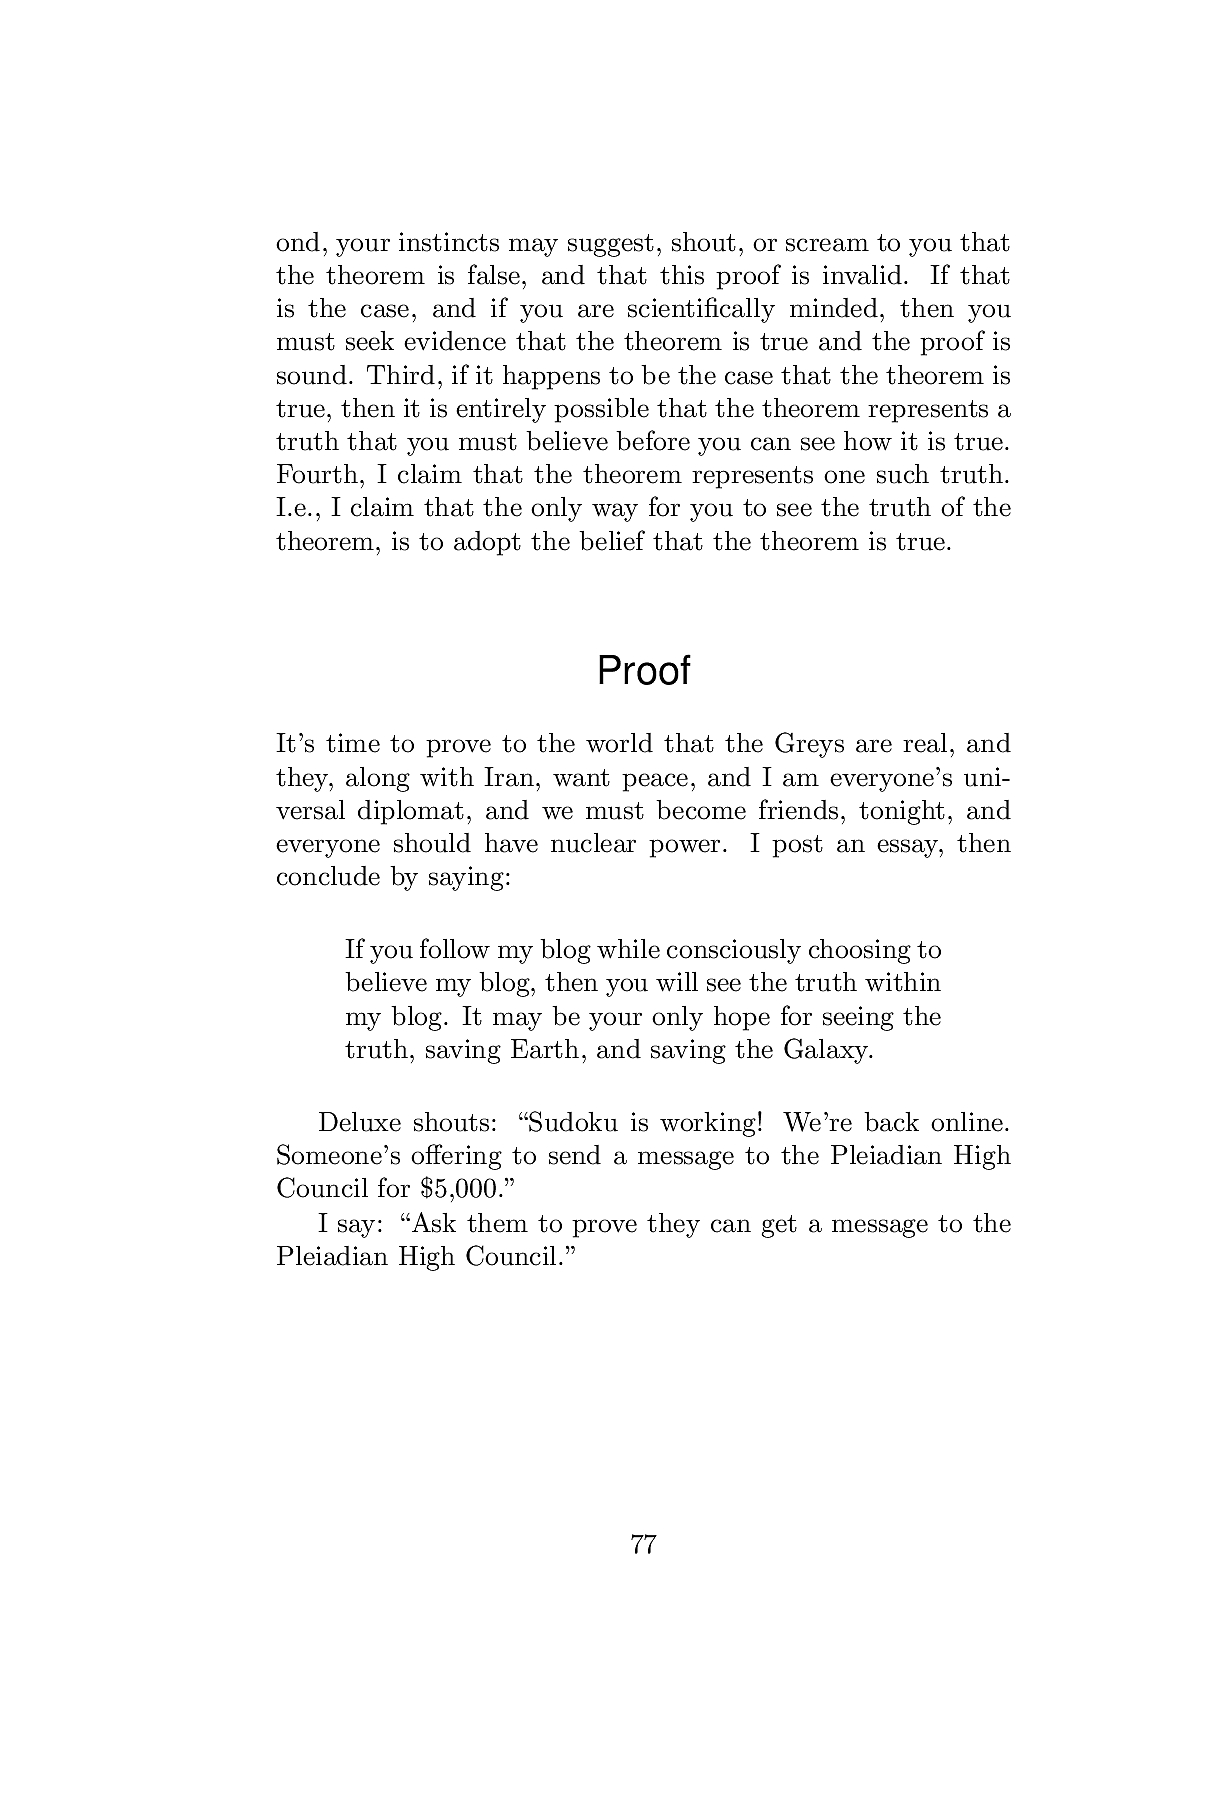 ond, your instincts may suggest, shout, or scream to you that
the theorem is false, and that this proof is invalid. If that
is the case, and if you are scientifically minded, then you
must seek evidence that the theorem is true and the proof is
sound. Third, if it happens to be the case that the theorem is
true, then it is entirely possible that the theorem represents a
truth that you must believe before you can see how it is true.
Fourth, I claim that the theorem represents one such truth.
I.e., I claim that the only way for you to see the truth of the
theorem, is to adopt the belief that the theorem is true.
Proof
It’s time to prove to the world that the Greys are real, and
they, along with Iran, want peace, and I am everyone’s uni-
versal diplomat, and we must become friends, tonight, and
everyone should have nuclear power. I post an essay, then
conclude by saying:
If you follow my blog while consciously choosing to
believe my blog, then you will see the truth within
my blog. It may be your only hope for seeing the
truth, saving Earth, and saving the Galaxy.
Deluxe shouts: “Sudoku is working! We’re back online.
Someone’s offering to send a message to the Pleiadian High
Council for $5,000.”
I say: “Ask them to prove they can get a message to the
Pleiadian High Council.”
77